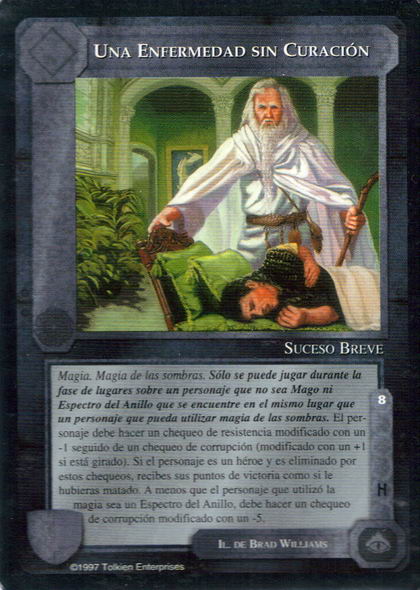 Una Enfermedad sin Curación
Suceso Breve
Magia. Magia de las sombras. Sólo se puede jugar durante la
fase de lugares sobre un personaje que no sea Mago ni
Espectro del Anillo que se encuentre en el mismo lugar que
un personaje que pueda utilizar magia de las sombras. El per-
sonaje debe hacer un chequeo de resistencia modificado con un
-1 seguido de un chequeo de corrupción (modificado con un +1
si está girado). Si el personaje es un héroe y es eliminado por
estos chequeos, recibes sus puntos de victoria como si le
hubieras matado. A menos que el personaje que utilizó la
magia sea un Espectro del Anillo, debe hacer un chequeo
de corrupción modificado con un -5.
8
H
Il. de Brad Williams
©1997 Tolkien Enterprises